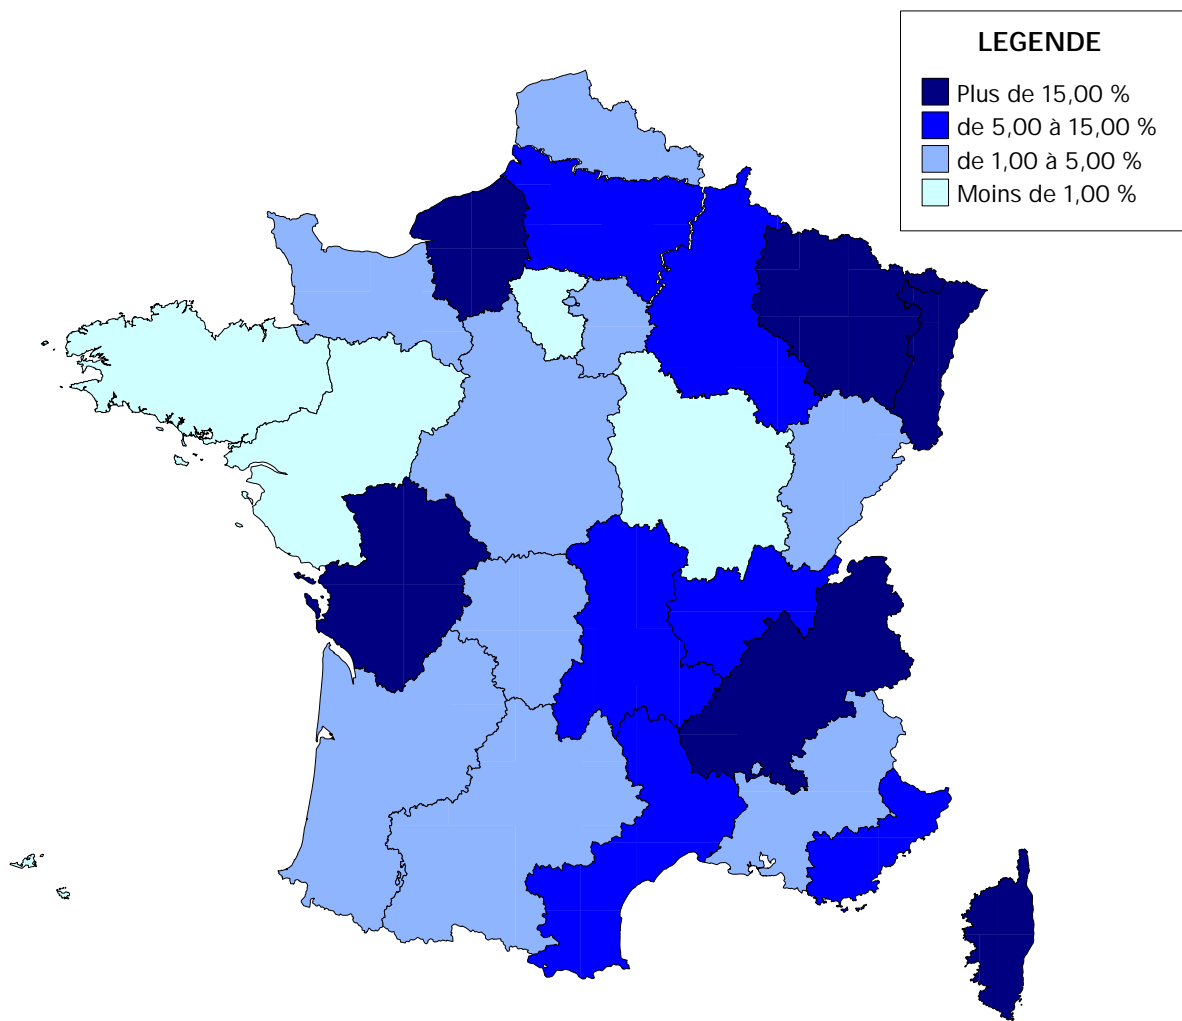 LEGENDE
Plus de 15,00 %
de 5,00 à 15,00 %
de 1,00 à 5,00 %
Moins de 1,00 %